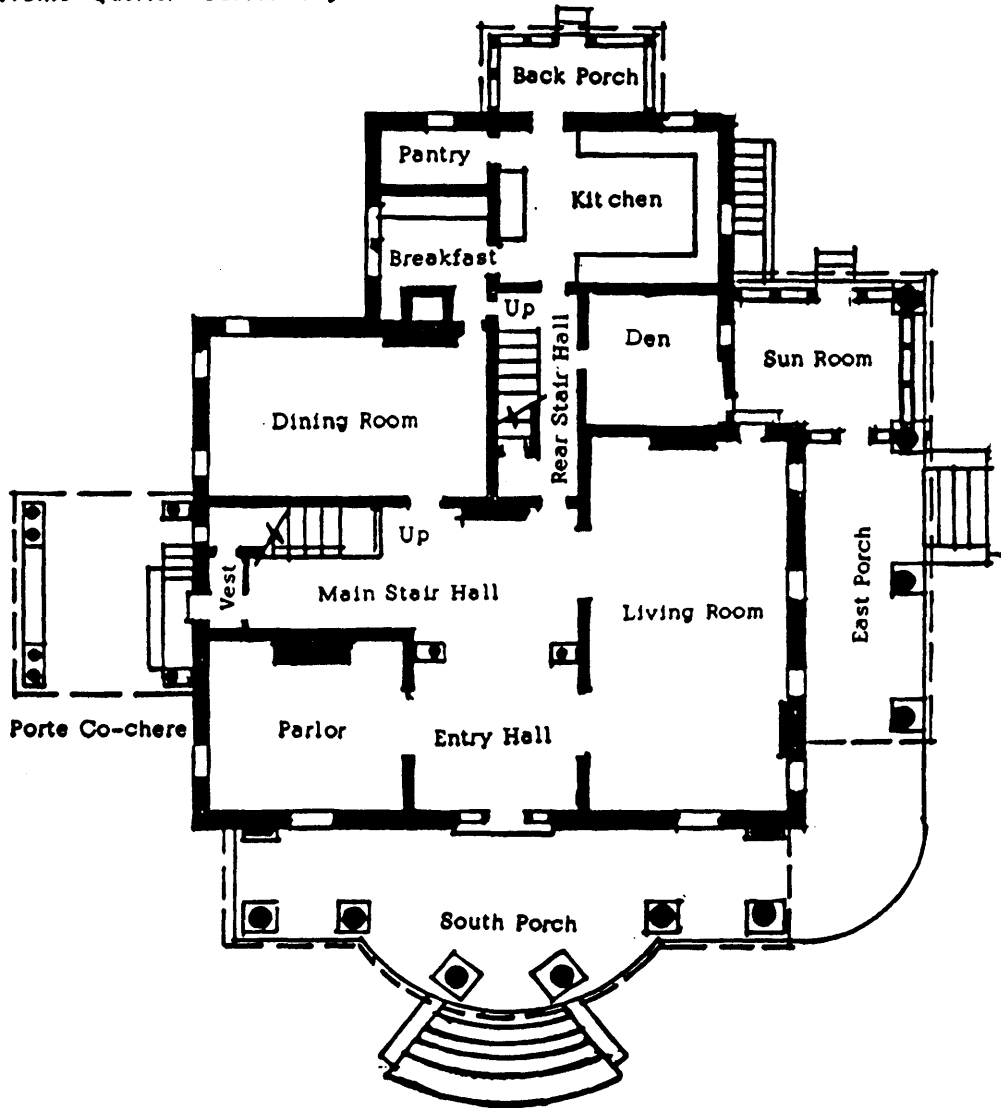 Back Porch
Pantry
Kitchen
Breakfast
Up
Den
Rear Stair Hall
Sun Room
Dining Room
Up
Vest
Main Stair Hall
Living Room
East Porch
Porte Co-chere
Parlor
Entry Hall
South Porch